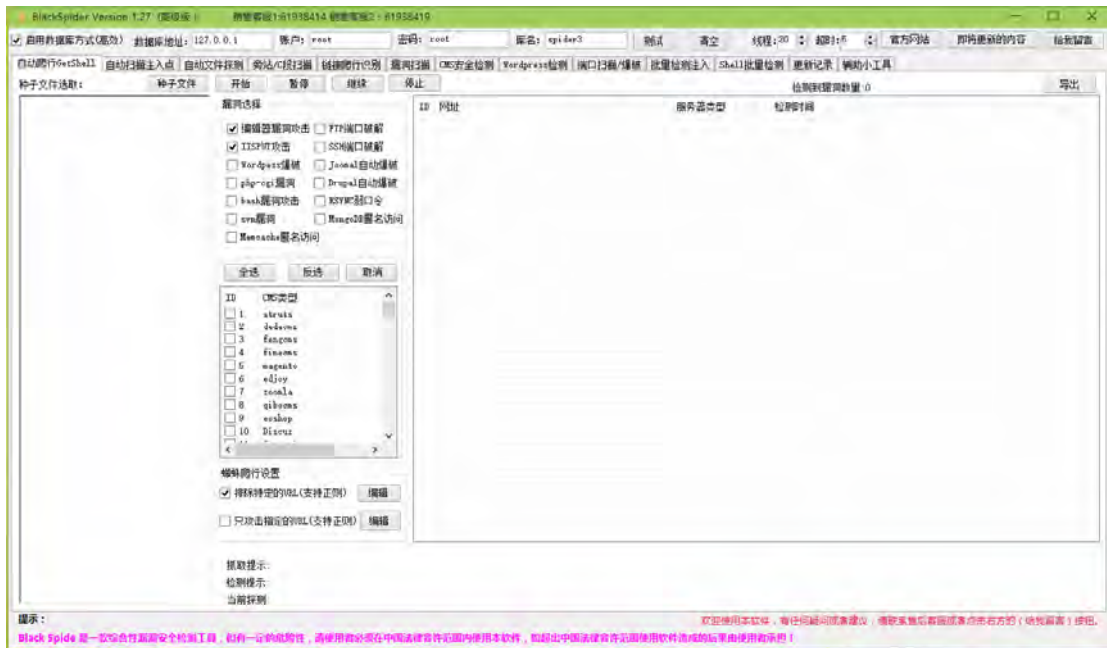 BlackSpider Version 1.27 (高级版) 销售客服1:61938414 销售客服2:61938419
启用数据库方式(高效) 数据库地址: 127.0.0.1 账户: root 密码: root 库名: spider3 测试 清空 线程:20 超时:5 官方网站 即将更新的内容 给我留言
自动爬行GetShell 自动扫描注入点 自动文件探测 旁站/C段扫描 链接爬行识别 漏洞扫描 CMS安全检测 Wordpress检测 端口扫描/爆破 批量检测注入 Shell批量检测 更新记录 辅助小工具
种子文件选取: 种子文件 开始 暂停 继续 停止 检测到漏洞数量:0 导出
漏洞选择
ID 网址 服务器类型 检测时间
编辑器漏洞攻击 FTP端口破解
IISPUT攻击 SSH端口破解
Wordpass爆破 Joomal自动爆破
php-cgi漏洞 Drupal自动爆破
bash漏洞攻击 RSYNC弱口令
svn漏洞 MongoDB匿名访问
Memcache匿名访问
全选 反选 取消
ID CMS类型
1 struts
2 dedecms
3 fangcms
4 finecms
5 magento
6 edjoy
7 zoomla
8 qibocms
9 ecshop
10 Discuz
蜘蛛爬行设置
排除特定的URL(支持正则) 编辑
只攻击指定的URL(支持正则) 编辑
抓取提示:
检测提示:
当前探测:
提示:
欢迎使用本软件,有任何疑问或者建议,请联系售后客服或者点击右方的(给我留言)按钮。
Black Spide 是一款综合性漏洞安全检测工具,但有一定的危险性,请使用者必须在中国法律容许范围内使用本软件,如超出中国法律容许范围使用软件造成的后果由使用者承担!